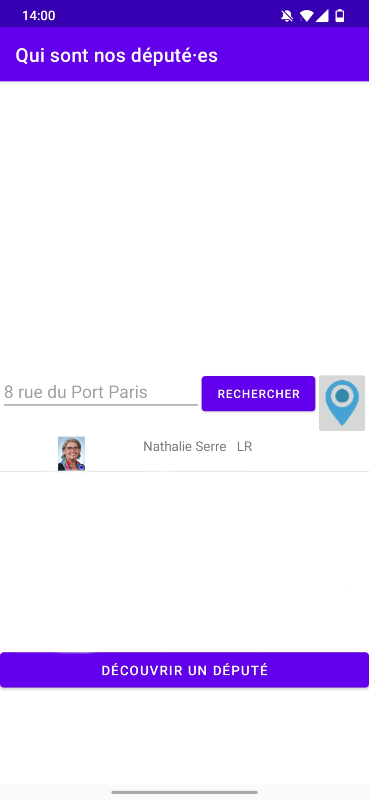 14:00
Qui sont nos député·es
8 rue du Port Paris
RECHERCHER
Nathalie Serre LR
DÉCOUVRIR UN DÉPUTÉ